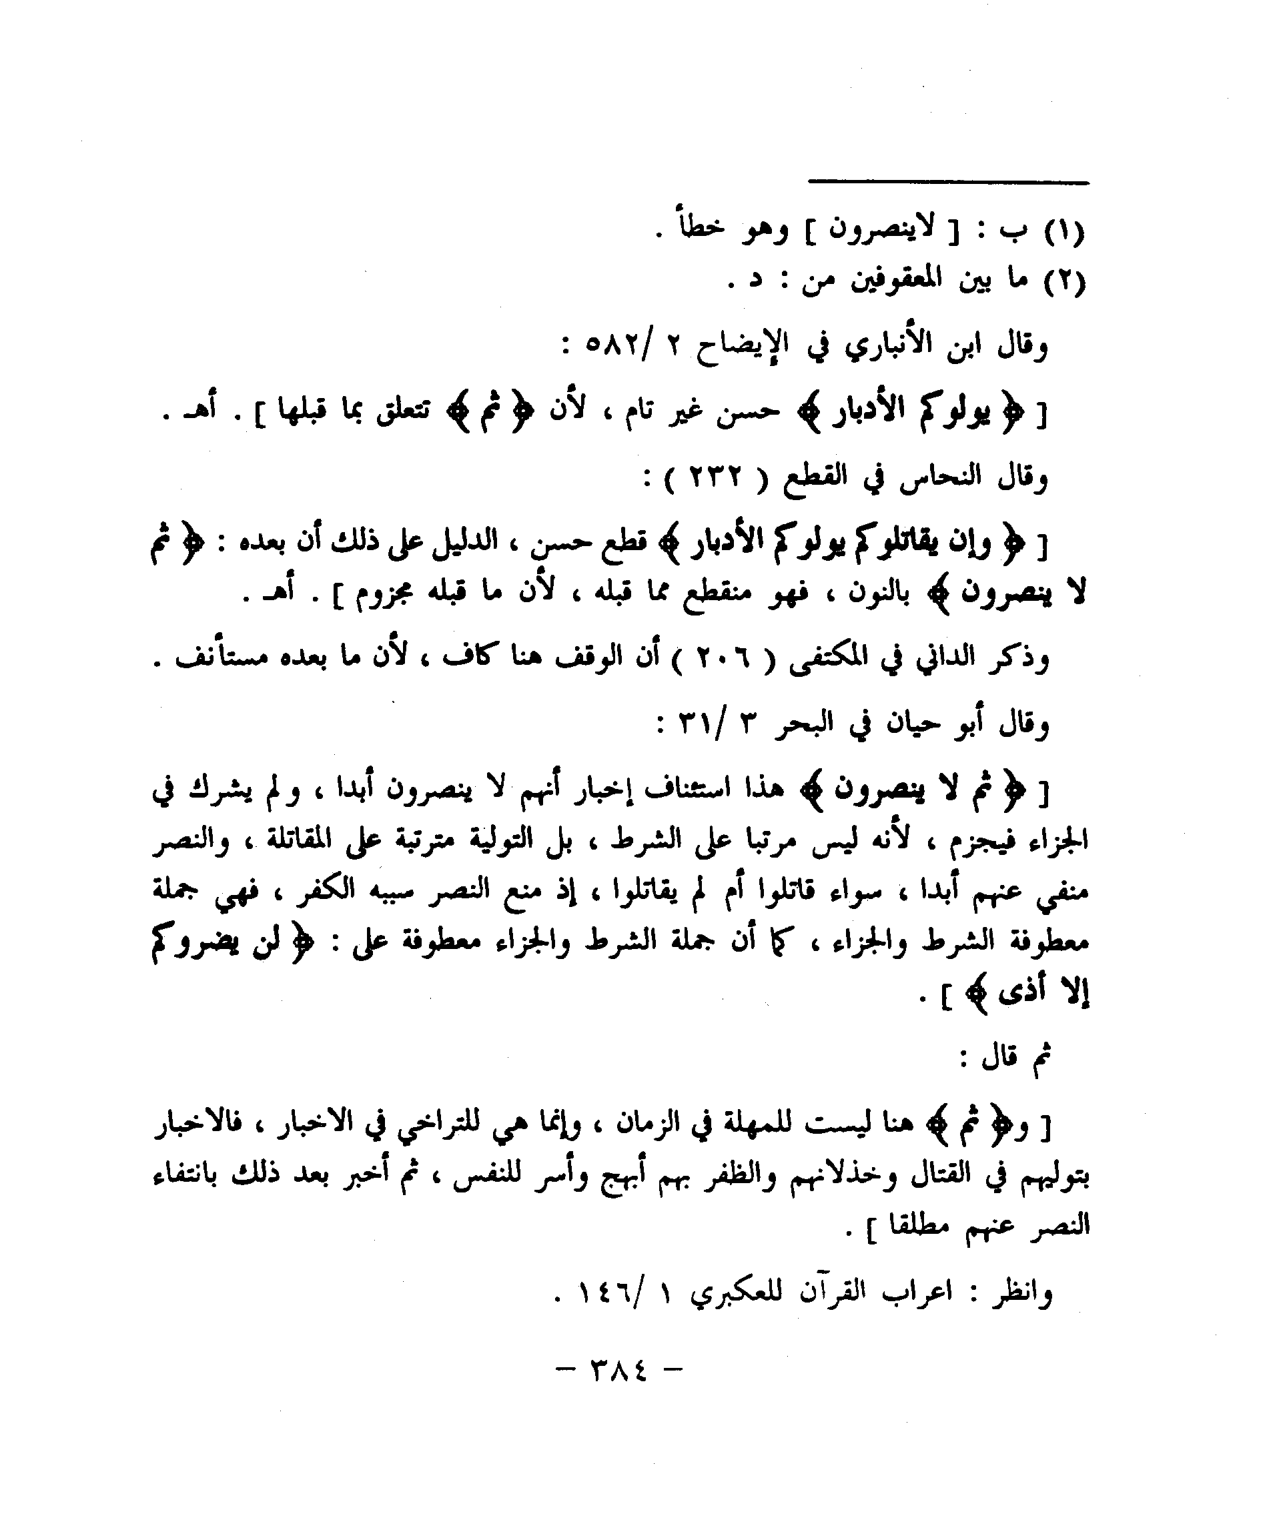 (١) ب : [ لاينصرون ] وهو خطأ .
(٢) ما بين المعقوفين من : د .
وقال ابن الأنباري في الإيضاح ٢ /٥٨٢ :
[ ﴿ يولوكم الأدبار ﴾ حسن غير تام ، لأن ﴿ ثم ﴾ تتعلق بما قبلها ] . أهـ .
وقال النحاس في القطع ( ٢٣٢ ) :
[ ﴿ وإن يقاتلوكم يولوكم الأدبار ﴾ قطع حسن ، الدليل على ذلك أن بعده : ﴿ ثم
لا ينصرون ﴾ بالنون ، فهو منقطع مما قبله ، لأن ما قبله مجزوم ] . أهـ .
وذكر الداني في المكتفى ( ٢٠٦ ) أن الوقف هنا كاف ، لأن ما بعده مستأنف .
وقال أبو حيان في البحر ٣ /٣١ :
[ ﴿ ثم لا ينصرون ﴾ هذا استئناف إخبار أنهم لا ينصرون أبدا ، ولم يشرك في
الجزاء فيجزم ، لأنه ليس مرتبا على الشرط ، بل التولية مترتبة على المقاتلة ، والنصر
منفي عنهم أبدا ، سواء قاتلوا أم لم يقاتلوا ، إذ منع النصر سببه الكفر ، فهي جملة
معطوفة الشرط والجزاء ، كما أن جملة الشرط والجزاء معطوفة على : ﴿ لن يضروكم
إلا أذى ﴾ ] .
ثم قال :
[ و﴿ ثم ﴾ هنا ليست للمهلة في الزمان ، وإنما هي للتراخي في الاخبار ، فالاخبار
بتوليهم في القتال وخذلانهم والظفر بهم أبهج وأسر للنفس ، ثم أخبر بعد ذلك بانتفاء
النصر عنهم مطلقا ] .
وانظر : اعراب القرآن للعكبري ١ /١٤٦ .
– ٣٨٤ –